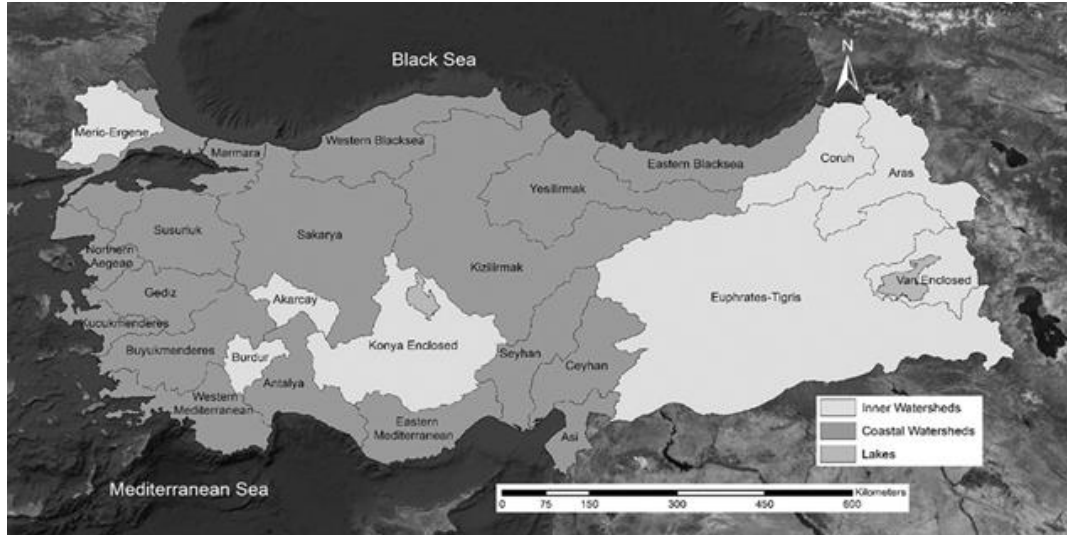 Black Sea
N
Meric-Ergene
Marmara
Western Blacksea
Eastern Blacksea
Coruh
Aras
Yesilirmak
Susurluk
Sakarya
Northern
Aegean
Kizilirmak
Gediz
Akarcay
Van Enclosed
Euphrates-Tigris
Kucukmenderes
Buyukmenderes
Burdur
Konya Enclosed
Seyhan
Ceyhan
Antalya
Western
Mediterranean
Eastern
Mediterranean
Asi
Inner Watersheds
Coastal Watersheds
Lakes
Mediterranean Sea
Kilometers
0 75 150 300 450 600